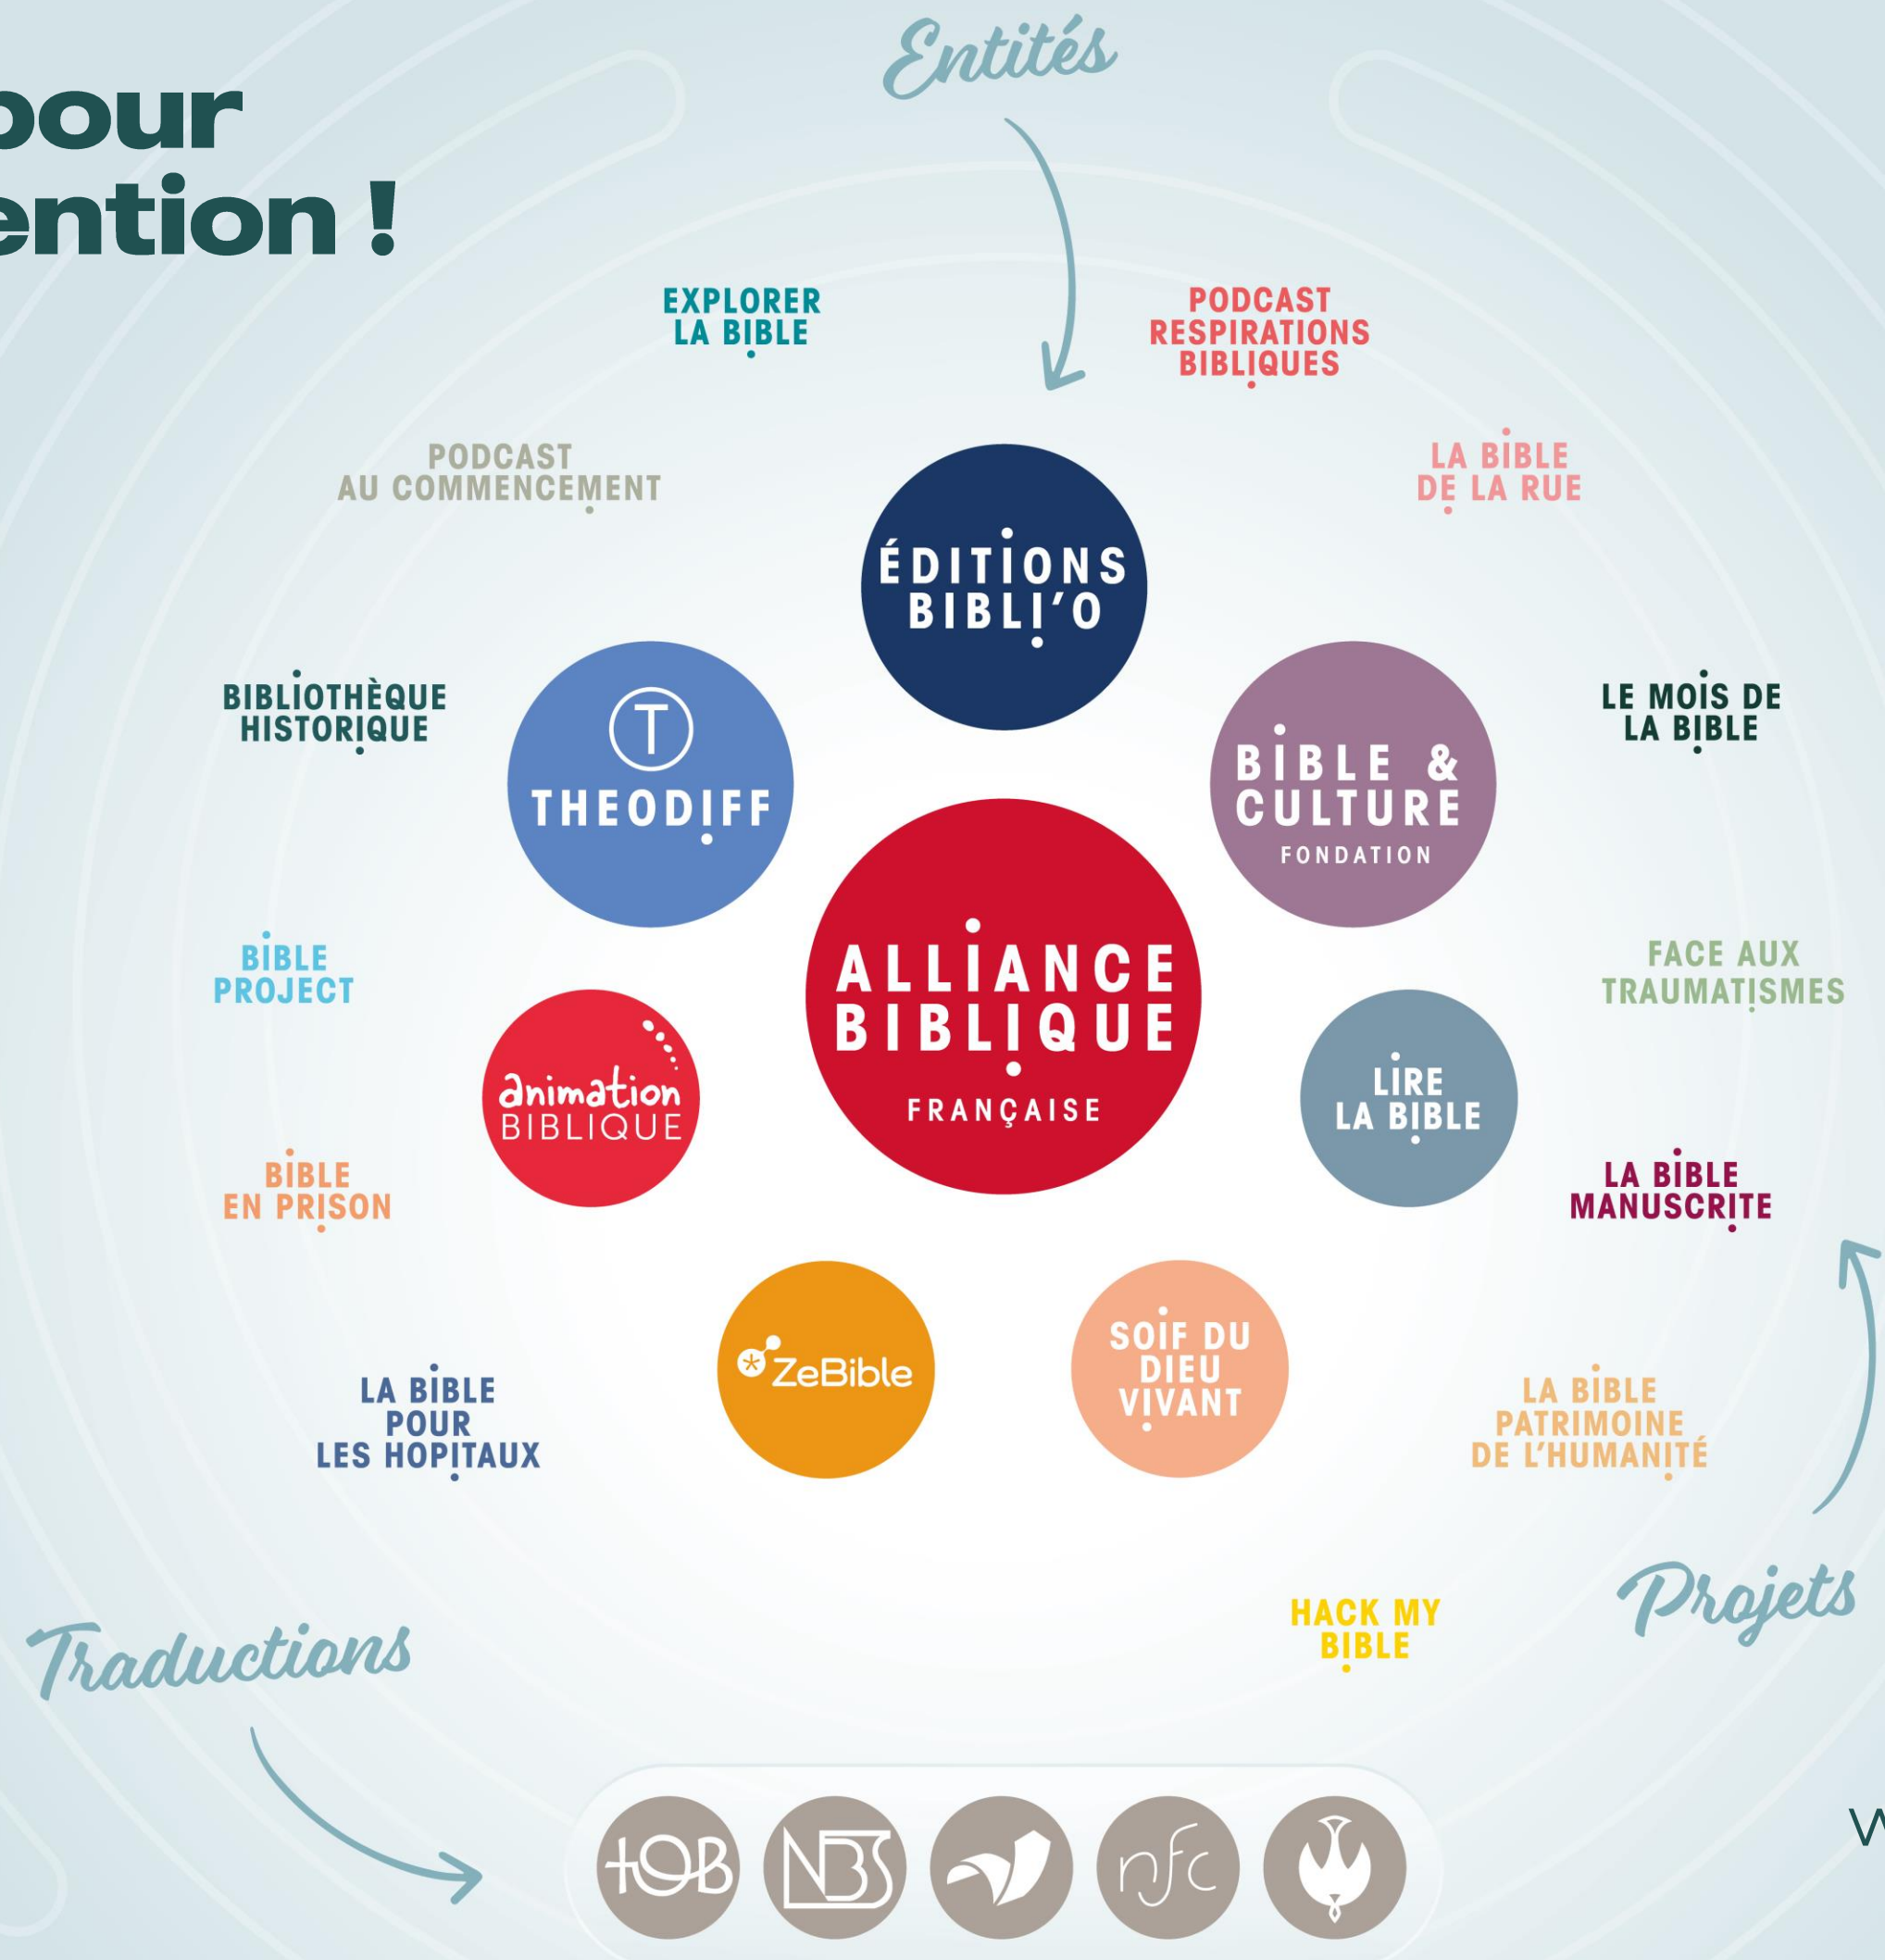 Entités
pour
ention !
EXPLORER
LA BIBLE
PODCAST
RESPIRATIONS
BIBLIQUES
PODCAST
AU COMMENCEMENT
LA BIBLE
DE LA RUE
ÉDITIONS
BIBLI'O
BIBLIOTHÈQUE
HISTORIQUE
T
THEODIFF
BIBLE &
CULTURE
FONDATION
LE MOIS DE
LA BIBLE
BIBLE
PROJECT
ALLIANCE
BIBLIQUE
FRANÇAISE
FACE AUX
TRAUMATISMES
animation
BIBLIQUE
LIRE
LA BIBLE
BIBLE
EN PRISON
LA BIBLE
MANUSCRITE
LA BIBLE
POUR
LES HOPITAUX
ZeBible
SOIF DU
DIEU
VIVANT
LA BIBLE
PATRIMOINE
DE L'HUMANITÉ
HACK MY
BIBLE
Projets
Traductions
TOB
NBS
nfc